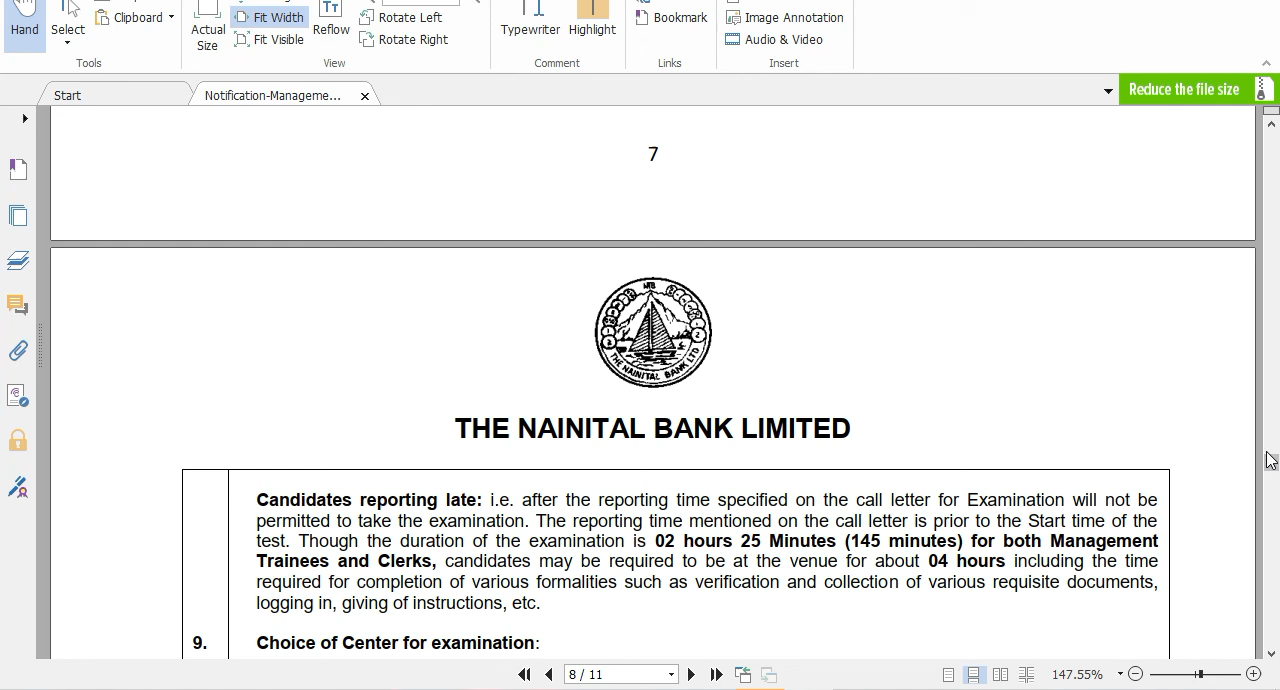 Hand
Select
Clipboard
Actual
Size
Fit Width
Fit Visible
Reflow
Rotate Left
Rotate Right
Typewriter
Highlight
Bookmark
Image Annotation
Audio & Video
Tools
View
Comment
Links
Insert
Start
Notification-Manageme...
Reduce the file size
7
NTB
THE NAINITAL BANK LTD
THE NAINITAL BANK LIMITED
Candidates reporting late: i.e. after the reporting time specified on the call letter for Examination will not be
permitted to take the examination. The reporting time mentioned on the call letter is prior to the Start time of the
test. Though the duration of the examination is 02 hours 25 Minutes (145 minutes) for both Management
Trainees and Clerks, candidates may be required to be at the venue for about 04 hours including the time
required for completion of various formalities such as verification and collection of various requisite documents,
logging in, giving of instructions, etc.
9. Choice of Center for examination:
8 / 11
147.55%